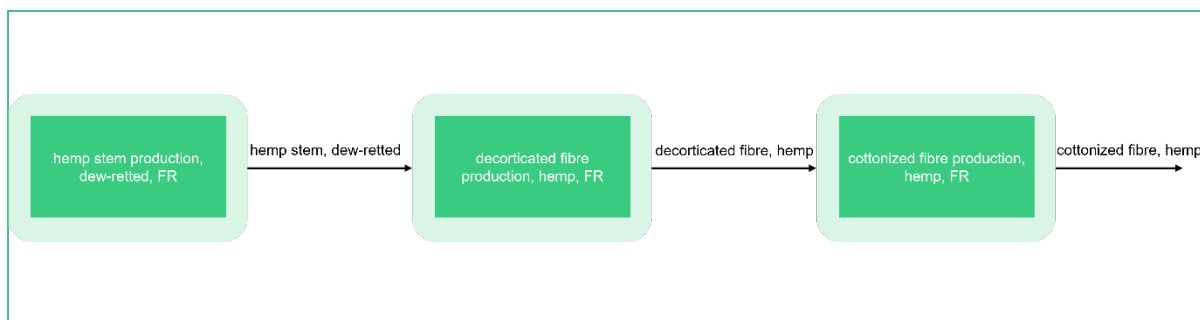 hemp stem production,
dew-retted, FR
hemp stem, dew-retted
decorticated fibre
production, hemp, FR
decorticated fibre, hemp
cottonized fibre production,
hemp, FR
cottonized fibre, hemp